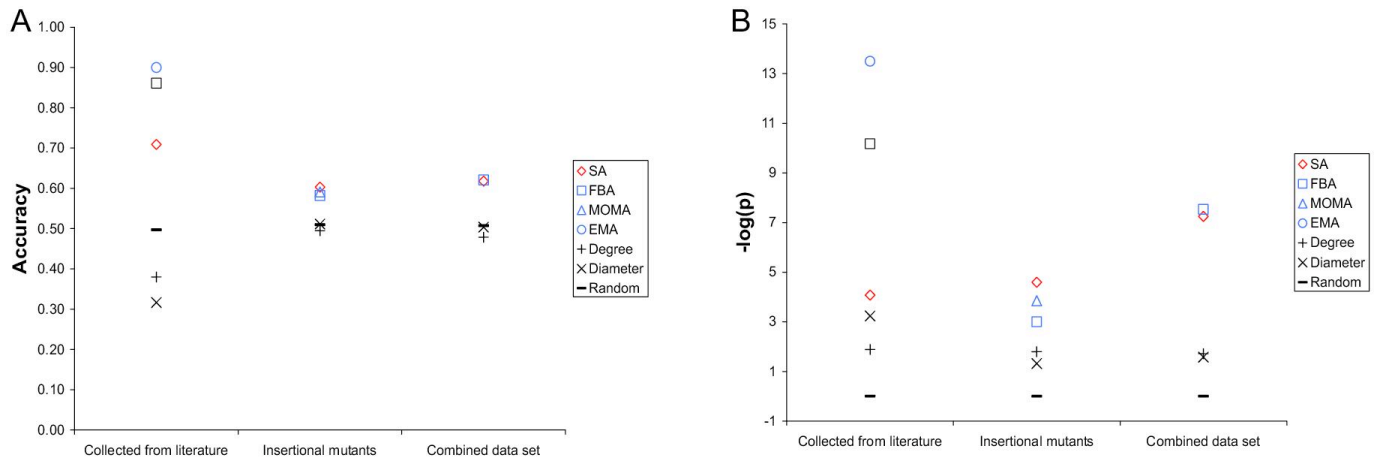 A
1.00
0.90
0.80
0.70
0.60
0.50
0.40
0.30
0.20
0.10
0.00
Accuracy
Collected from literature
Insertional mutants
Combined data set
SA
FBA
MOMA
EMA
Degree
Diameter
Random
B
15
13
11
9
7
5
3
1
-1
-log(p)
Collected from literature
Insertional mutants
Combined data set
SA
FBA
MOMA
EMA
Degree
Diameter
Random